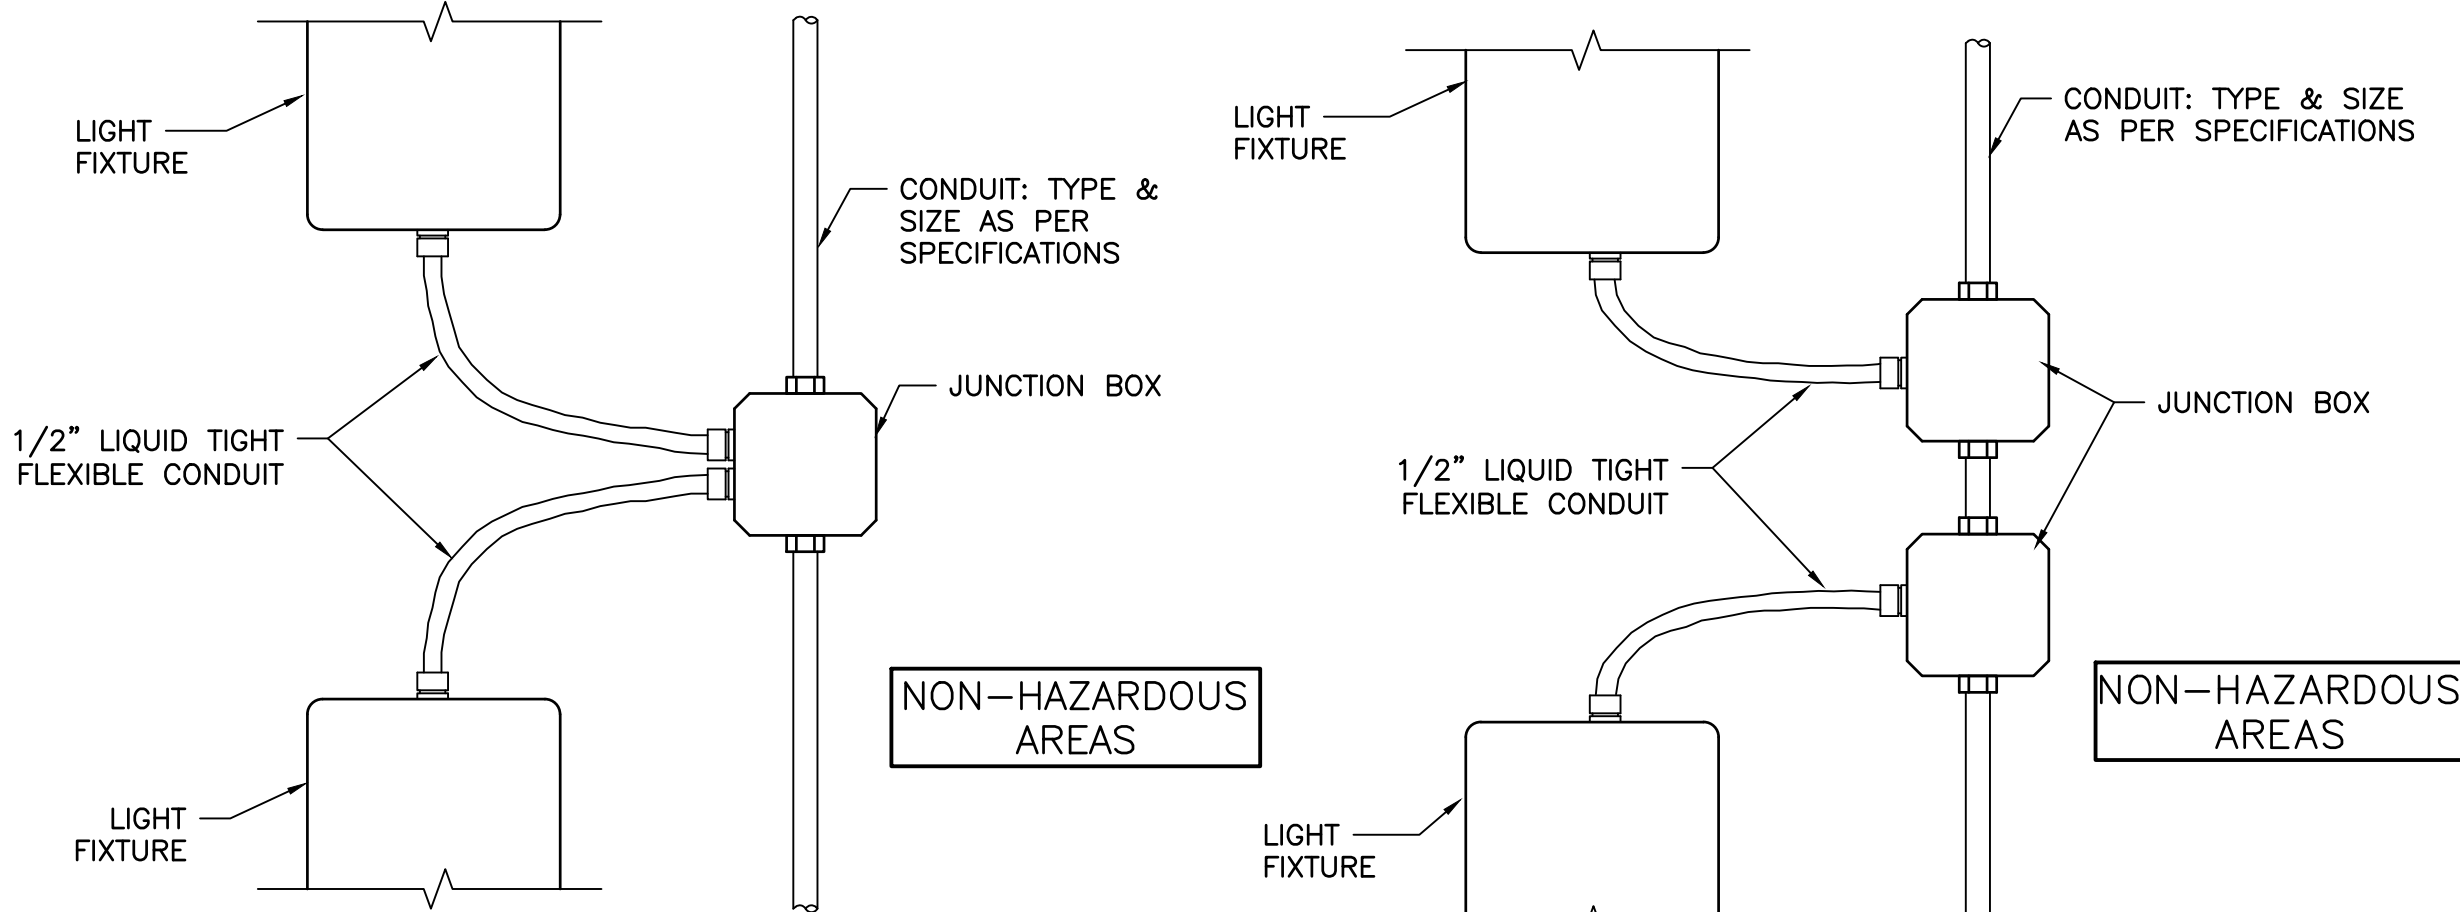 LIGHT
FIXTURE
CONDUIT: TYPE &
SIZE AS PER
SPECIFICATIONS
JUNCTION BOX
1/2” LIQUID TIGHT
FLEXIBLE CONDUIT
NON-HAZARDOUS
AREAS
LIGHT
FIXTURE
LIGHT
FIXTURE
CONDUIT: TYPE & SIZE
AS PER SPECIFICATIONS
JUNCTION BOX
1/2” LIQUID TIGHT
FLEXIBLE CONDUIT
NON-HAZARDOUS
AREAS
LIGHT
FIXTURE